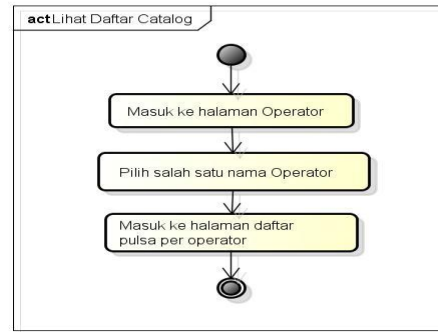 act Lihat Daftar Catalog
Masuk ke halaman Operator
Pilih salah satu nama Operator
Masuk ke halaman daftar
pulsa per operator